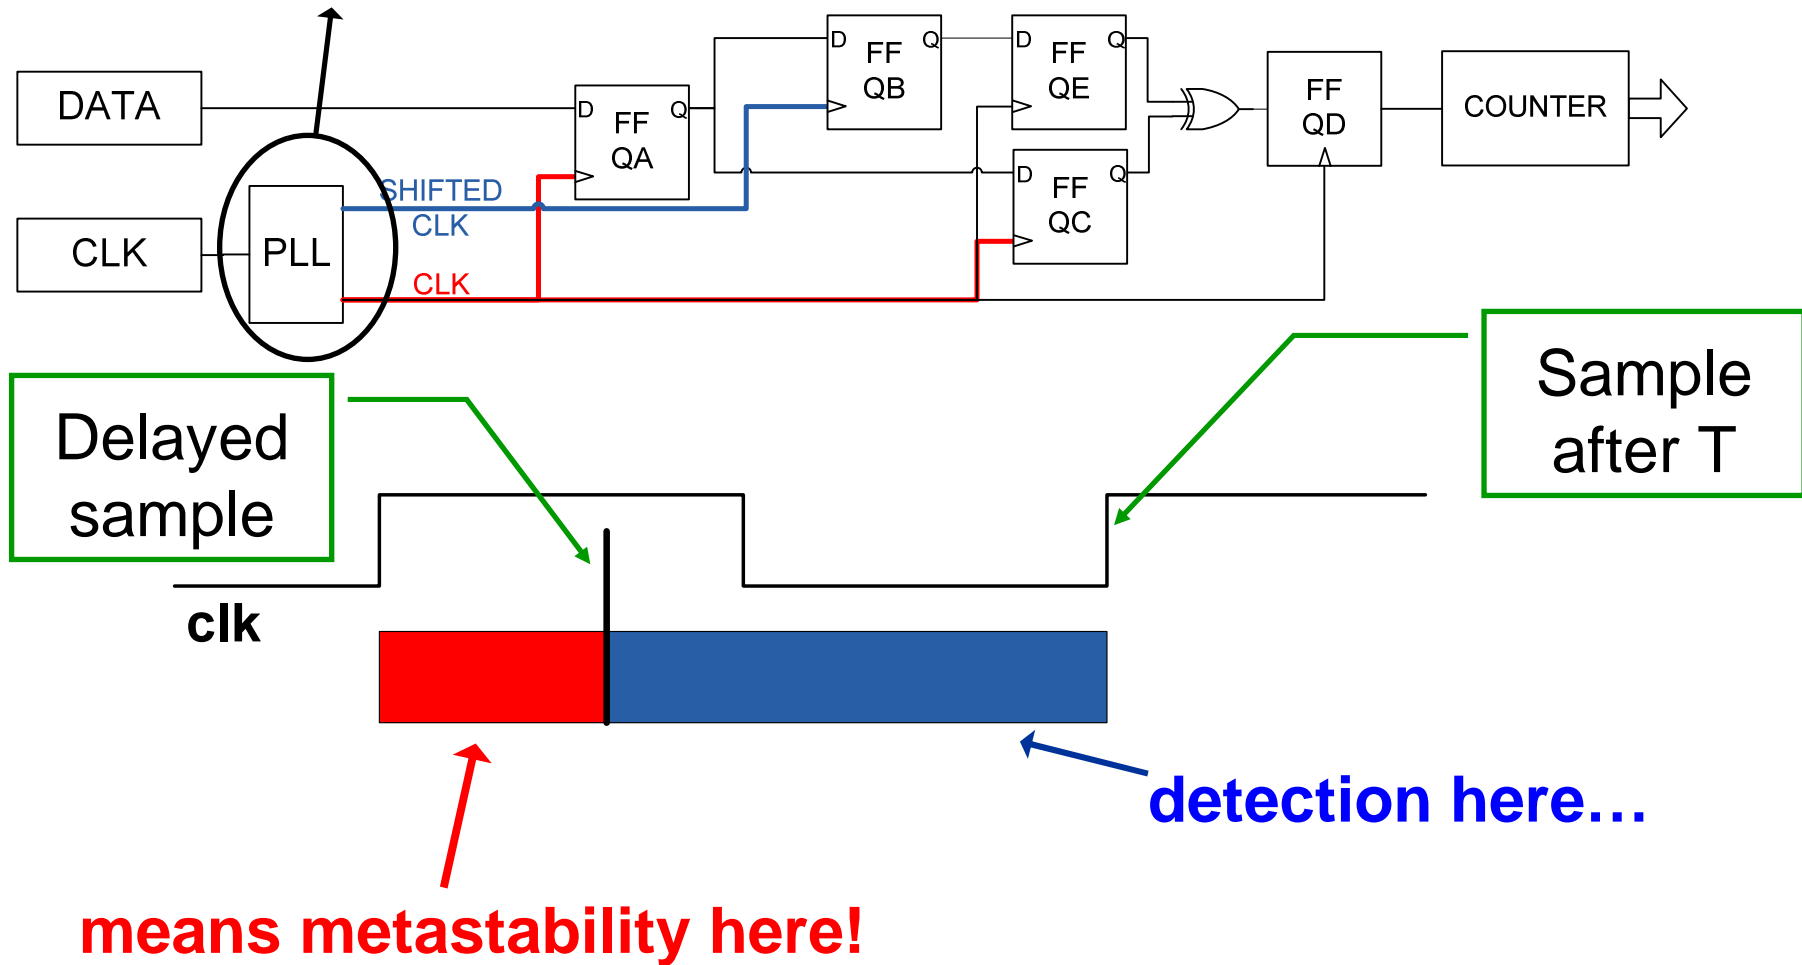 DATA
CLK
PLL
SHIFTED
CLK
CLK
D Q
FF
QA
D Q
FF
QB
D Q
FF
QE
D Q
FF
QC
FF
QD
COUNTER
Delayed
sample
Sample
after T
clk
detection here…
means metastability here!